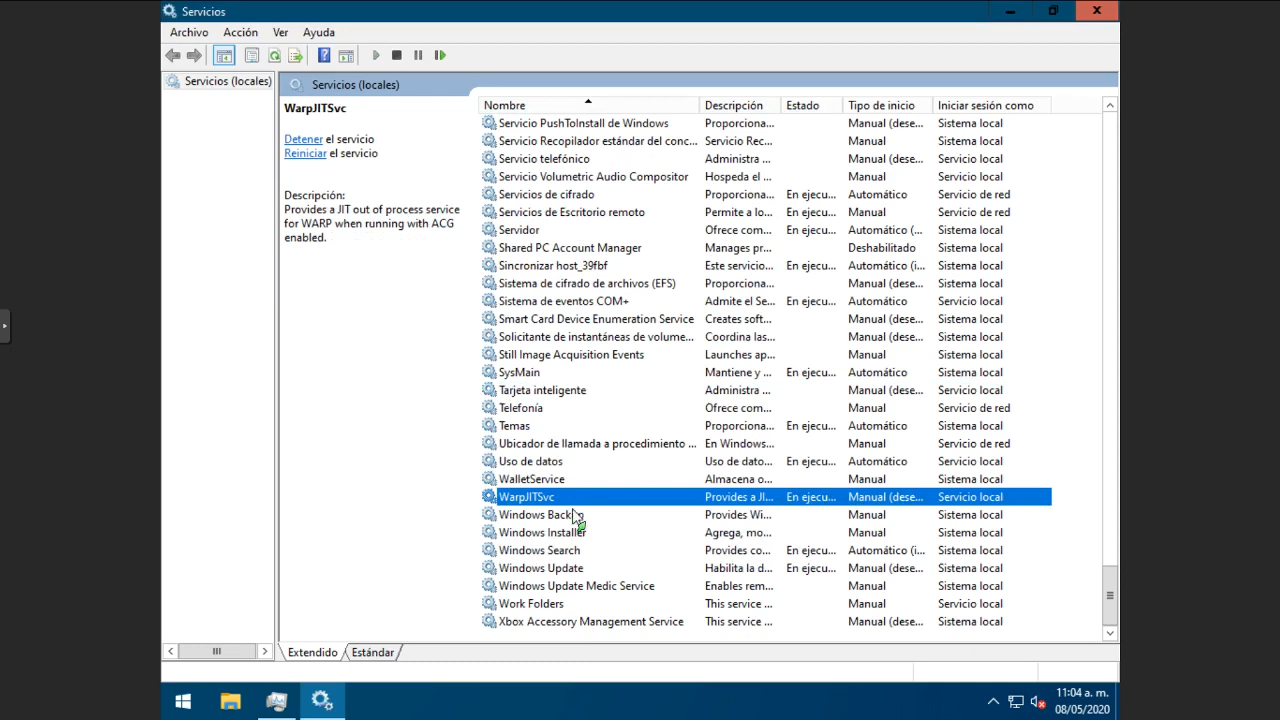 Servicios
Archivo Acción Ver Ayuda
Servicios (locales)
Servicios (locales)
WarpJITSvc
Detener el servicio
Reiniciar el servicio
Descripción:
Provides a JIT out of process service
for WARP when running with ACG
enabled.
Nombre Descripción Estado Tipo de inicio Iniciar sesión como
Servicio PushToInstall de Windows Proporciona... Manual (dese... Sistema local
Servicio Recopilador estándar del conc... Servicio Rec... Manual Sistema local
Servicio telefónico Administra ... Manual (dese... Servicio local
Servicio Volumetric Audio Compositor Hospeda el ... Manual Servicio local
Servicios de cifrado Proporciona... En ejecu... Automático Servicio de red
Servicios de Escritorio remoto Permite a lo... En ejecu... Manual Servicio de red
Servidor Ofrece com... En ejecu... Automático (... Sistema local
Shared PC Account Manager Manages pr... Deshabilitado Sistema local
Sincronizar host_39fbf Este servicio... En ejecu... Automático (i... Sistema local
Sistema de cifrado de archivos (EFS) Proporciona... Manual (dese... Sistema local
Sistema de eventos COM+ Admite el Se... En ejecu... Automático Servicio local
Smart Card Device Enumeration Service Creates soft... Manual (dese... Sistema local
Solicitante de instantáneas de volume... Coordina las... Manual Sistema local
Still Image Acquisition Events Launches ap... Manual Sistema local
SysMain Mantiene y ... En ejecu... Automático Sistema local
Tarjeta inteligente Administra ... Manual (dese... Servicio local
Telefonía Ofrece com... Manual Servicio de red
Temas Proporciona... En ejecu... Automático Sistema local
Ubicador de llamada a procedimiento ... En Windows... Manual Servicio de red
Uso de datos Uso de dato... En ejecu... Automático Servicio local
WalletService Almacena o... Manual Sistema local
WarpJITSvc Provides a JI... En ejecu... Manual (dese... Servicio local
Windows Backup Provides Wi... Manual Sistema local
Windows Installer Agrega, mo... Manual Sistema local
Windows Search Provides co... En ejecu... Automático (i... Sistema local
Windows Update Habilita la d... En ejecu... Manual (dese... Sistema local
Windows Update Medic Service Enables rem... Manual Sistema local
Work Folders This service ... Manual Servicio local
Xbox Accessory Management Service This service ... Manual (dese... Sistema local
Extendido Estándar
11:04 a. m.
08/05/2020